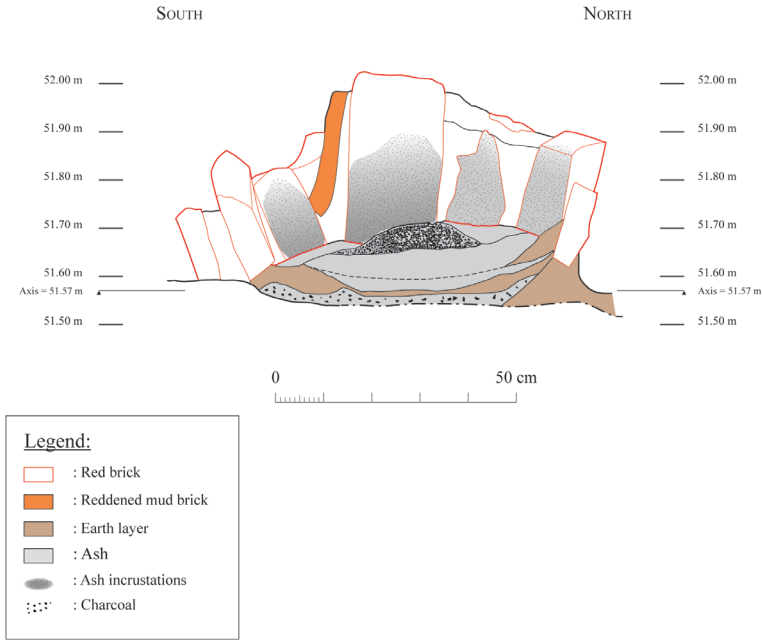 SOUTH NORTH
52.00 m 52.00 m
51.90 m 51.90 m
51.80 m 51.80 m
51.70 m 51.70 m
51.60 m 51.60 m
Axis = 51.57 m Axis = 51.57 m
51.50 m 51.50 m
0 50 cm
Legend:
: Red brick
: Reddened mud brick
: Earth layer
: Ash
: Ash incrustations
: Charcoal